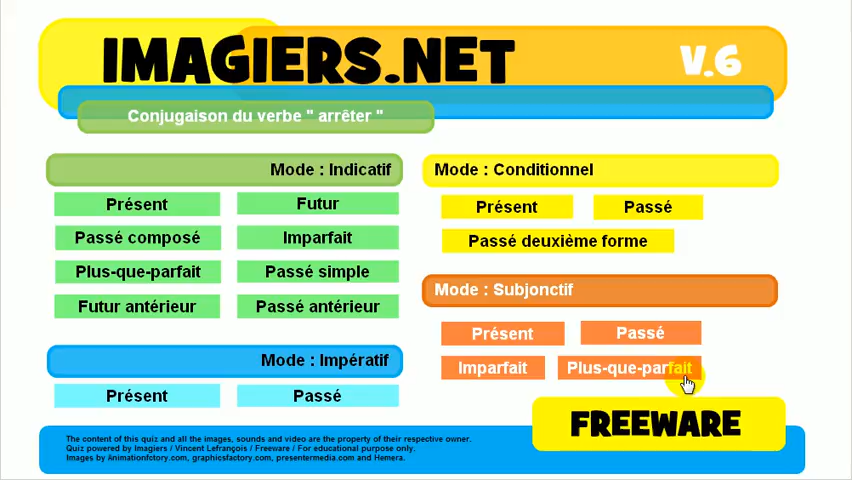 IMAGIERS.NET
V.6
Conjugaison du verbe " arrêter "
Mode : Indicatif
Présent
Futur
Passé composé
Imparfait
Plus-que-parfait
Passé simple
Futur antérieur
Passé antérieur
Mode : Impératif
Présent
Passé
Mode : Conditionnel
Présent
Passé
Passé deuxième forme
Mode : Subjonctif
Présent
Passé
Imparfait
Plus-que-parfait
FREEWARE
The content of this quiz and all the images, sounds and video are the property of their respective owner.
Quiz powered by Imagiers / Vincent Lefrançois / Freeware / For educational purpose only.
Images by Animationfctory.com, graphicsfactory.com, presentermedia.com and Hemera.